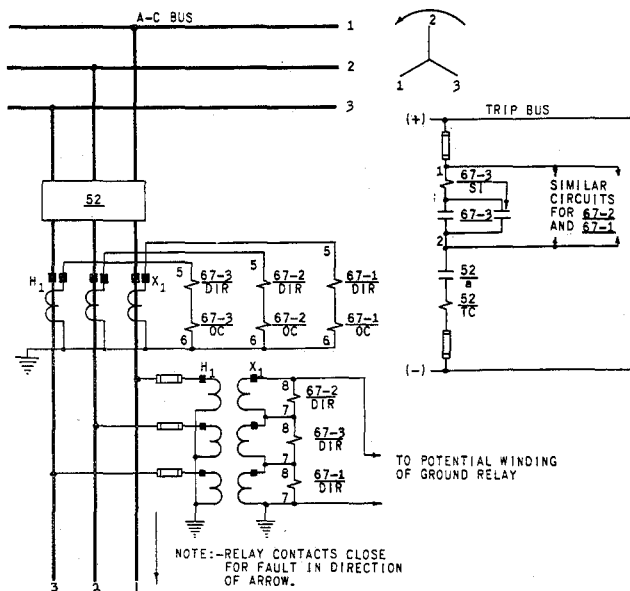 A-C BUS
1
2
3
2
1 3
TRIP BUS
(+)
1
67-3
SI
67-3
2
SIMILAR
CIRCUITS
FOR 67-2
AND 67-1
52
a
52
TC
(-)
52
H1 X1
5 67-3 5 67-2 5 67-1
DIR DIR DIR
67-3 67-2 67-1
OC OC OC
6 6 6
H1 X1
8 67-2
7 DIR
8 67-3
7 DIR
8 67-1
7 DIR
TO POTENTIAL WINDING
OF GROUND RELAY
NOTE:-RELAY CONTACTS CLOSE
FOR FAULT IN DIRECTION
OF ARROW.
3 2 1